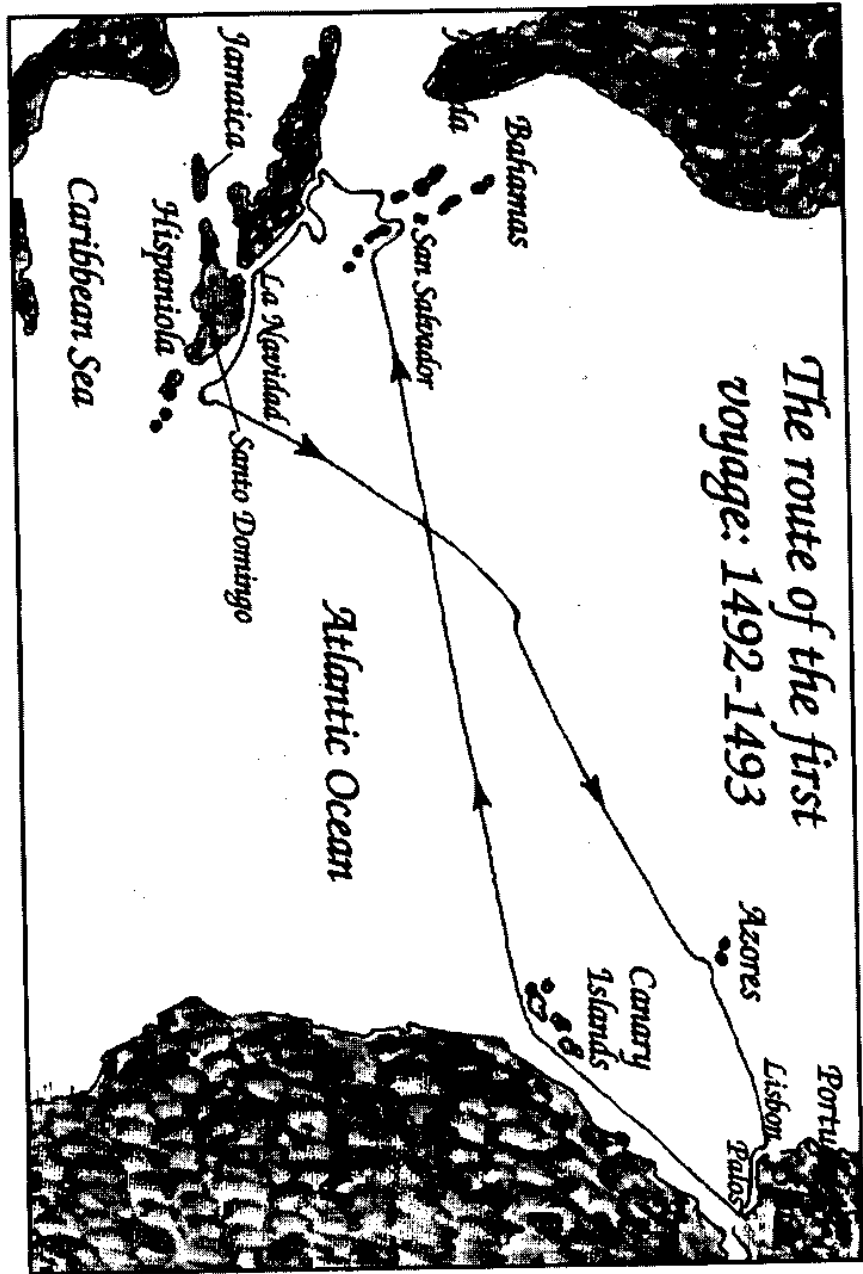 The route of the first
voyage: 1492-1493
Portu
Lisbon
Palos
Azores
Canary
Islands
Bahamas
San Salvador
Atlantic Ocean
La Navidad
Santo Domingo
Jamaica
Hispaniola
Caribbean Sea